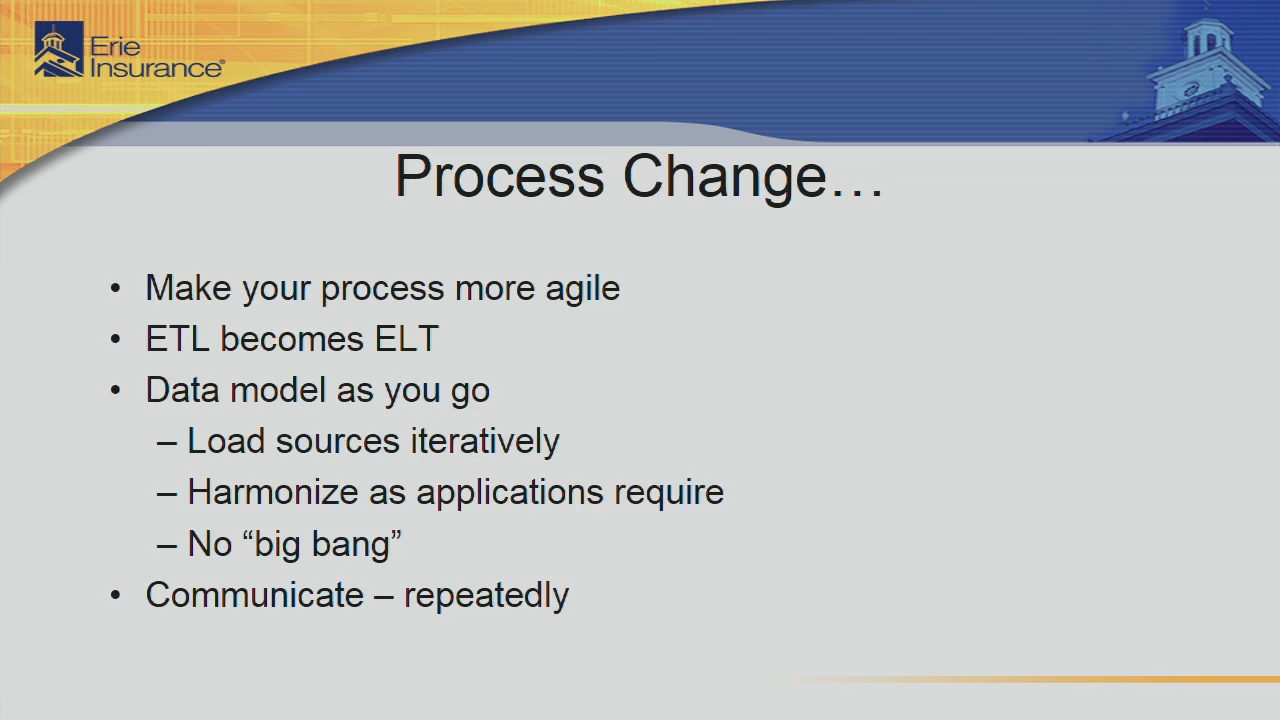 Erie
Insurance®
Process Change…
• Make your process more agile
• ETL becomes ELT
• Data model as you go
– Load sources iteratively
– Harmonize as applications require
– No “big bang”
• Communicate – repeatedly